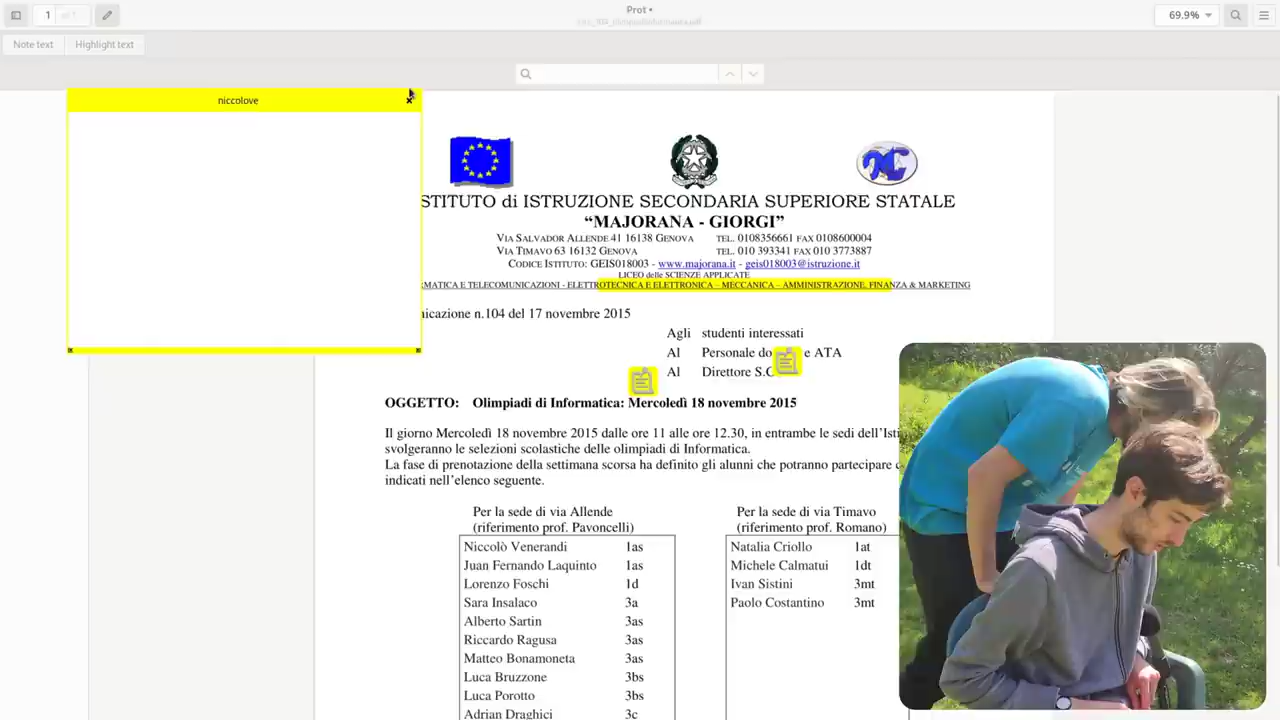 Prot •
1 of 1
69.9%
Note text
Highlight text
niccolove
STITUTO di ISTRUZIONE SECONDARIA SUPERIORE STATALE
“MAJORANA - GIORGI”
VIA SALVADOR ALLENDE 41 16138 GENOVA TEL. 0108356661 FAX 0108600004
VIA TIMAVO 63 16132 GENOVA TEL. 010 393341 FAX 010 3773887
CODICE ISTITUTO: GEIS018003 - www.majorana.it - geis018003@istruzione.it
LICEO delle SCIENZE APPLICATE
RMATICA E TELECOMUNICAZIONI - ELETTROTECNICA E ELETTRONICA – MECCANICA – AMMINISTRAZIONE, FINANZA & MARKETING
nicazione n.104 del 17 novembre 2015
Agli studenti interessati
Al Personale do e ATA
Al Direttore S.G
OGGETTO: Olimpiadi di Informatica: Mercoledì 18 novembre 2015
Il giorno Mercoledì 18 novembre 2015 dalle ore 11 alle ore 12.30, in entrambe le sedi dell’Isti
svolgeranno le selezioni scolastiche delle olimpiadi di Informatica.
La fase di prenotazione della settimana scorsa ha definito gli alunni che potranno partecipare
indicati nell’elenco seguente.
Per la sede di via Allende
(riferimento prof. Pavoncelli)
Niccolò Venerandi 1as
Juan Fernando Laquinto 1as
Lorenzo Foschi 1d
Sara Insalaco 3a
Alberto Sartin 3as
Riccardo Ragusa 3as
Matteo Bonamoneta 3as
Luca Bruzzone 3bs
Luca Porotto 3bs
Adrian Draghici 3c
Per la sede di via Timavo
(riferimento prof. Romano)
Natalia Criollo 1at
Michele Calmatui 1dt
Ivan Sistini 3mt
Paolo Costantino 3mt